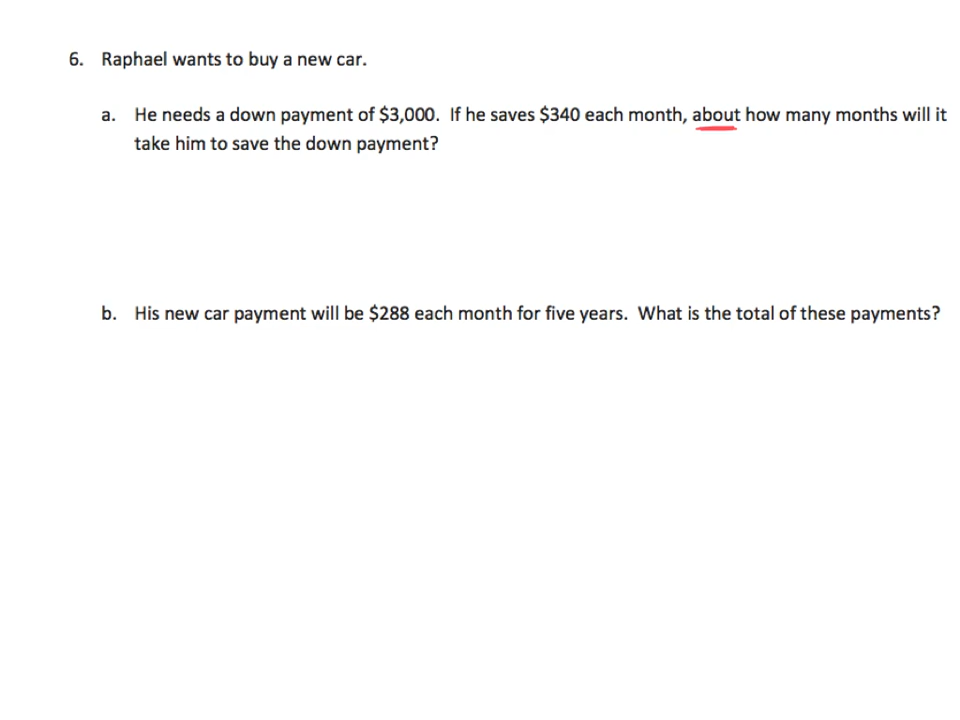 6. Raphael wants to buy a new car.
a. He needs a down payment of $3,000. If he saves $340 each month, about how many months will it
take him to save the down payment?
b. His new car payment will be $288 each month for five years. What is the total of these payments?